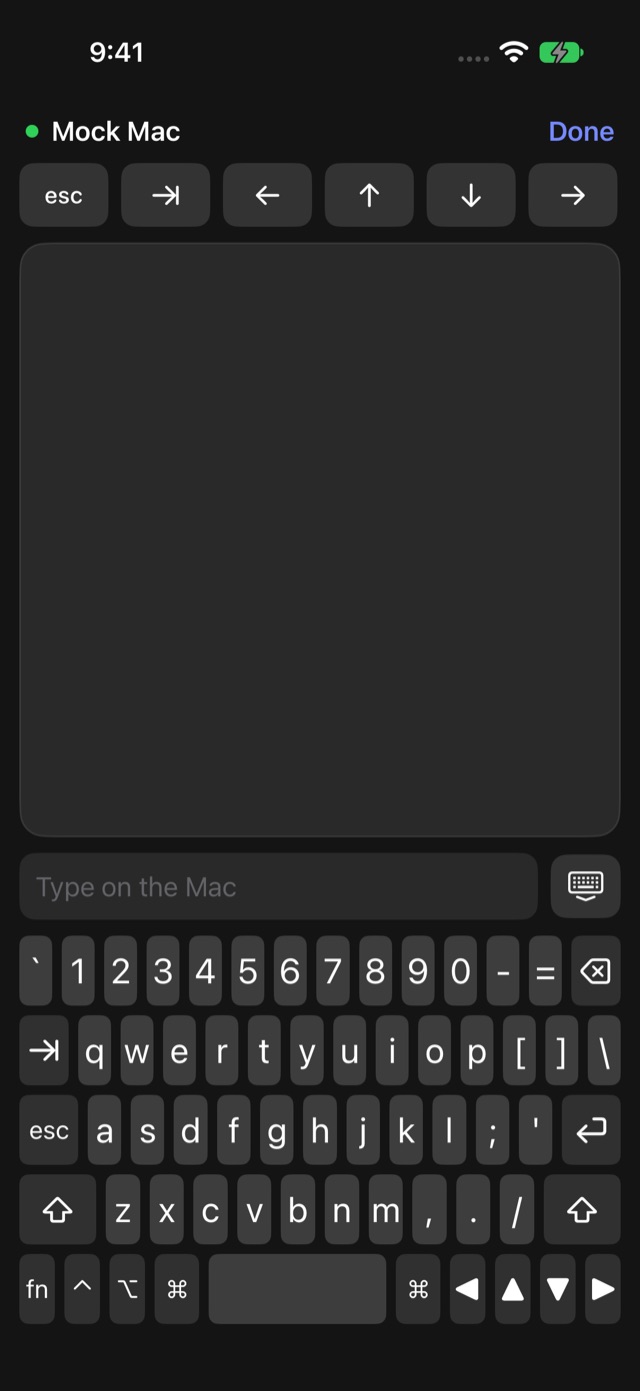 9:41
Mock Mac Done
esc
Type on the Mac
` 1 2 3 4 5 6 7 8 9 0 - =
q w e r t y u i o p [ ] \
esc a s d f g h j k l ; '
z x c v b n m , . /
fn ^ ⌥ ⌘ ⌘